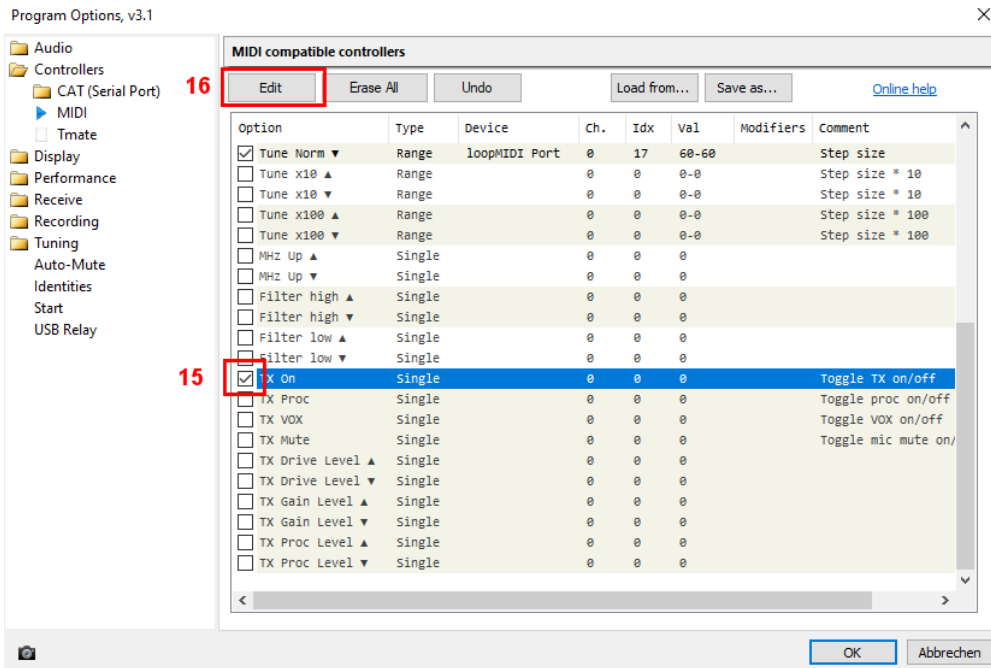 Program Options, v3.1
Audio
Controllers
CAT (Serial Port)
MIDI
Tmate
Display
Performance
Receive
Recording
Tuning
Auto-Mute
Identities
Start
USB Relay
MIDI compatible controllers
16 Edit Erase All Undo Load from... Save as... Online help
Option Type Device Ch. Idx Val Modifiers Comment
Tune Norm ▼ Range loopMIDI Port 0 17 60-60 Step size
Tune x10 ▲ Range 0 0 0-0 Step size * 10
Tune x10 ▼ Range 0 0 0-0 Step size * 10
Tune x100 ▲ Range 0 0 0-0 Step size * 100
Tune x100 ▼ Range 0 0 0-0 Step size * 100
MHz Up ▲ Single 0 0 0
MHz Up ▼ Single 0 0 0
Filter high ▲ Single 0 0 0
Filter high ▼ Single 0 0 0
Filter low ▲ Single 0 0 0
Filter low ▼ Single 0 0 0
15 TX On Single 0 0 0 Toggle TX on/off
TX Proc Single 0 0 0 Toggle proc on/off
TX VOX Single 0 0 0 Toggle VOX on/off
TX Mute Single 0 0 0 Toggle mic mute on/
TX Drive Level ▲ Single 0 0 0
TX Drive Level ▼ Single 0 0 0
TX Gain Level ▲ Single 0 0 0
TX Gain Level ▼ Single 0 0 0
TX Proc Level ▲ Single 0 0 0
TX Proc Level ▼ Single 0 0 0
OK Abbrechen